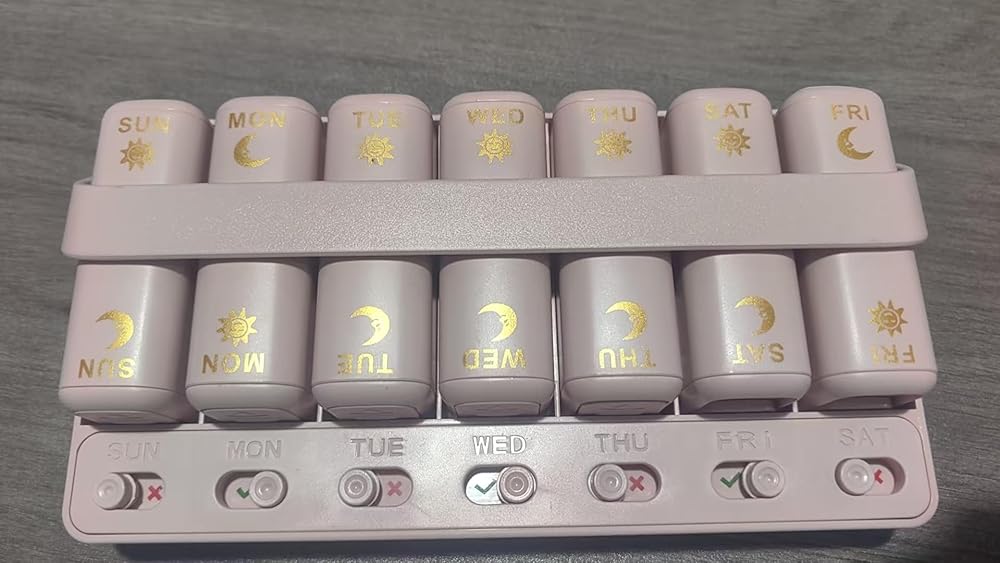 SUN MON TUE WED THU SAT FRI
SUN MON TUE WED THU SAT FRI
SUN MON TUE WED THU FRI SAT